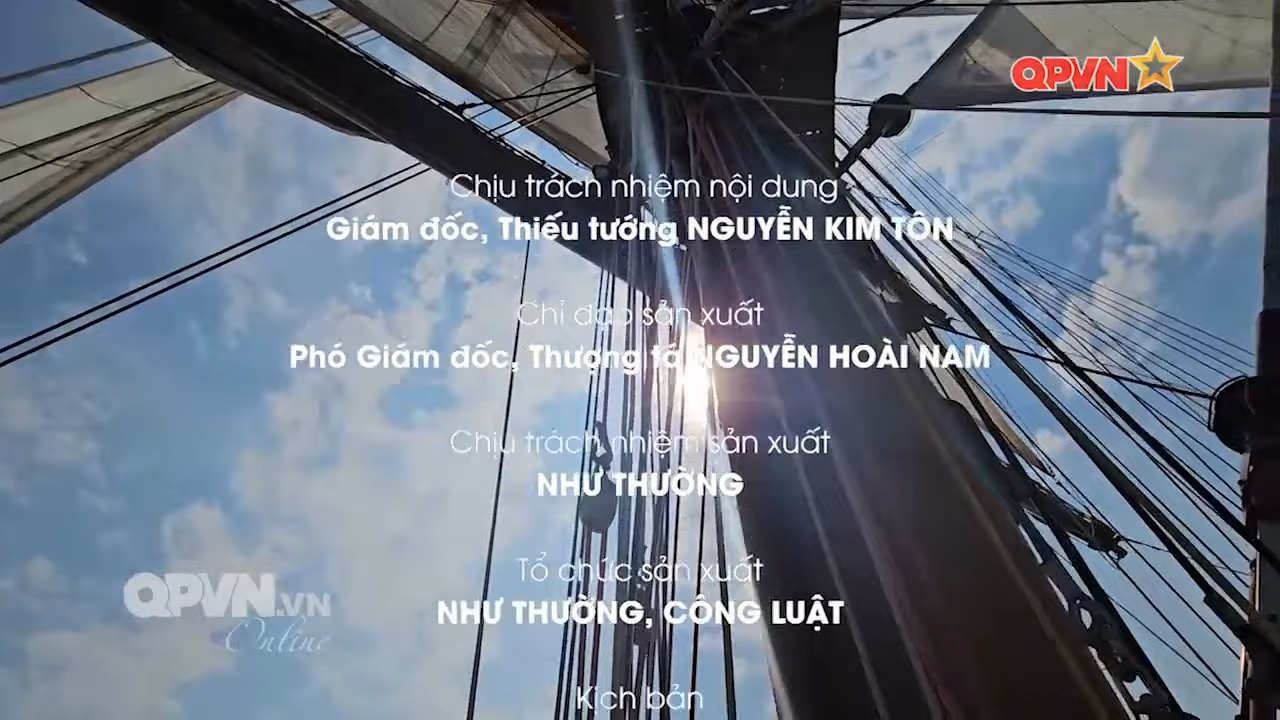 QPVN
Chịu trách nhiệm nội dung
Giám đốc, Thiếu tướng NGUYỄN KIM TÔN
Chỉ đạo sản xuất
Phó Giám đốc, Thượng tá NGUYỄN HOÀI NAM
Chịu trách nhiệm sản xuất
NHƯ THƯỜNG
Tổ chức sản xuất
NHƯ THƯỜNG, CÔNG LUẬT
QPVN.VN
Online
Kịch bản